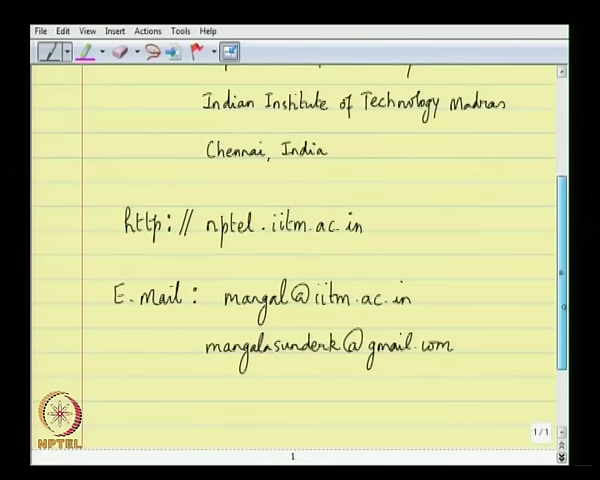 File Edit View Insert Actions Tools Help
Indian Institute of Technology Madras
Chennai, India
http:// nptel.iitm.ac.in
E.Mail: mangal@iitm.ac.in
mangalasunderk@gmail.com
NPTEL
1/1
1